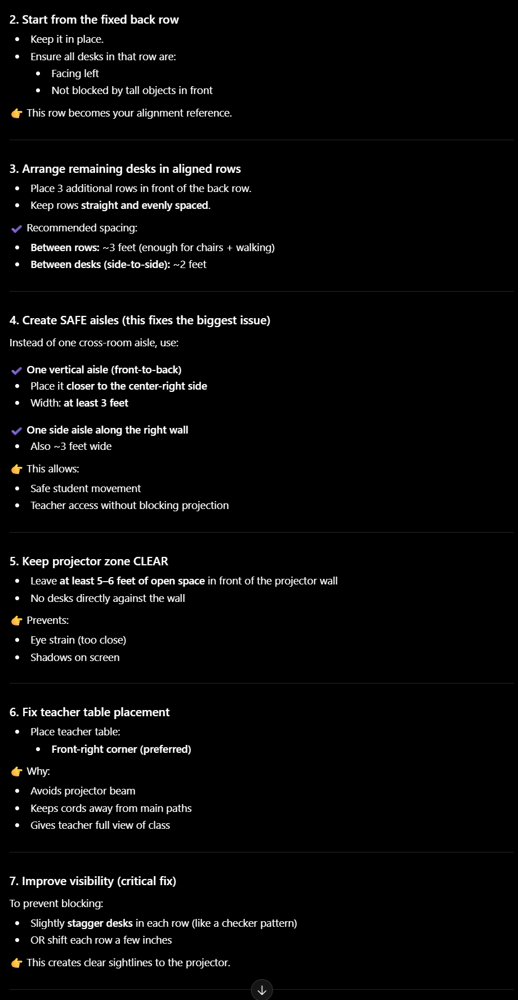 2. Start from the fixed back row
• Keep it in place.
• Ensure all desks in that row are:
• Facing left
• Not blocked by tall objects in front
👉 This row becomes your alignment reference.
3. Arrange remaining desks in aligned rows
• Place 3 additional rows in front of the back row.
• Keep rows straight and evenly spaced.
✔ Recommended spacing:
• Between rows: ~3 feet (enough for chairs + walking)
• Between desks (side-to-side): ~2 feet
4. Create SAFE aisles (this fixes the biggest issue)
Instead of one cross-room aisle, use:
✔ One vertical aisle (front-to-back)
• Place it closer to the center-right side
• Width: at least 3 feet
✔ One side aisle along the right wall
• Also ~3 feet wide
👉 This allows:
• Safe student movement
• Teacher access without blocking projection
5. Keep projector zone CLEAR
• Leave at least 5–6 feet of open space in front of the projector wall
• No desks directly against the wall
👉 Prevents:
• Eye strain (too close)
• Shadows on screen
6. Fix teacher table placement
• Place teacher table:
• Front-right corner (preferred)
👉 Why:
• Avoids projector beam
• Keeps cords away from main paths
• Gives teacher full view of class
7. Improve visibility (critical fix)
To prevent blocking:
• Slightly stagger desks in each row (like a checker pattern)
• OR shift each row a few inches
👉 This creates clear sightlines to the projector.